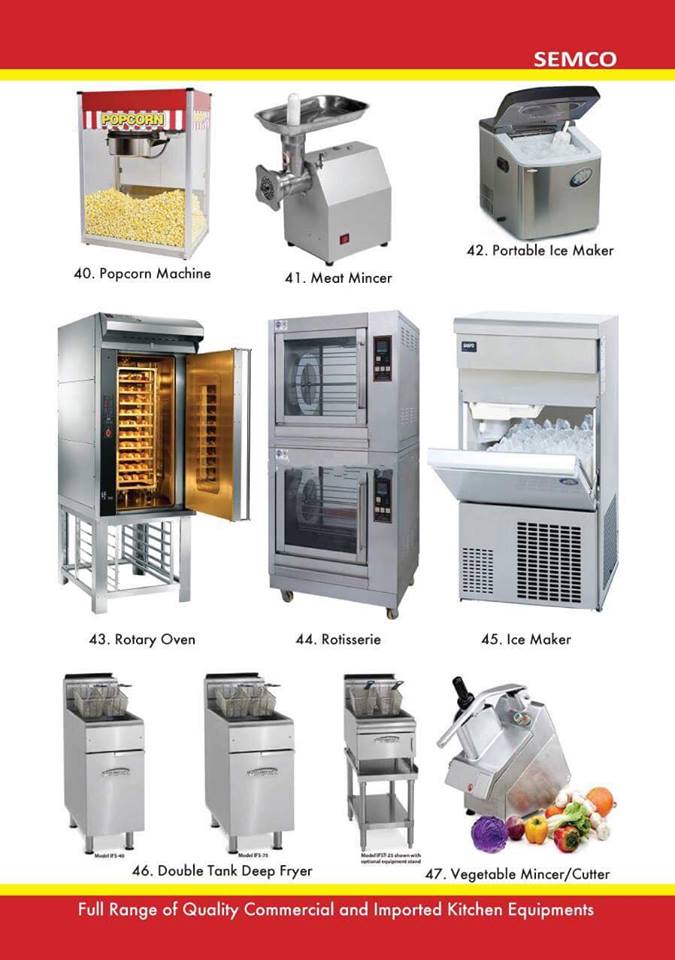 SEMCO
POPCORN
40. Popcorn Machine
41. Meat Mincer
42. Portable Ice Maker
43. Rotary Oven
44. Rotisserie
45. Ice Maker
Model IFS-40
Model IFS-75
Model IFST-25 shown with
optional equipment stand
46. Double Tank Deep Fryer
47. Vegetable Mincer/Cutter
Full Range of Quality Commercial and Imported Kitchen Equipments